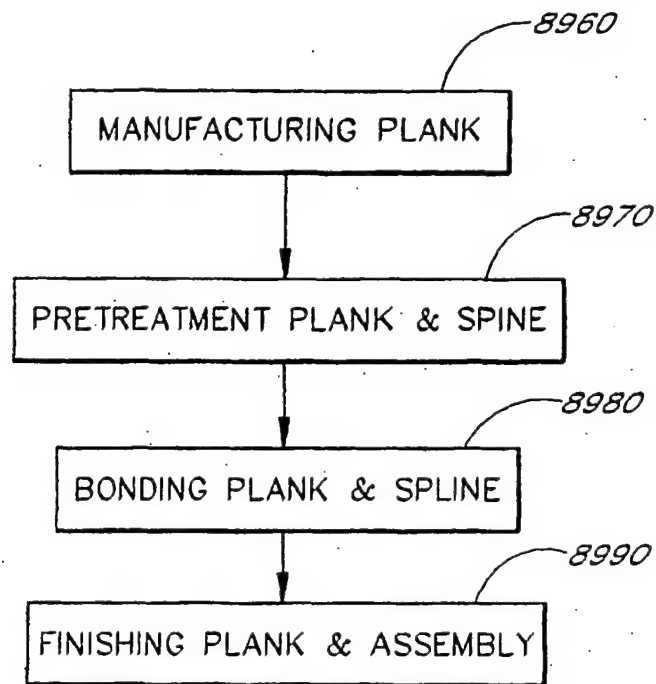 8960
MANUFACTURING PLANK
8970
PRETREATMENT PLANK & SPINE
8980
BONDING PLANK & SPLINE
8990
FINISHING PLANK & ASSEMBLY